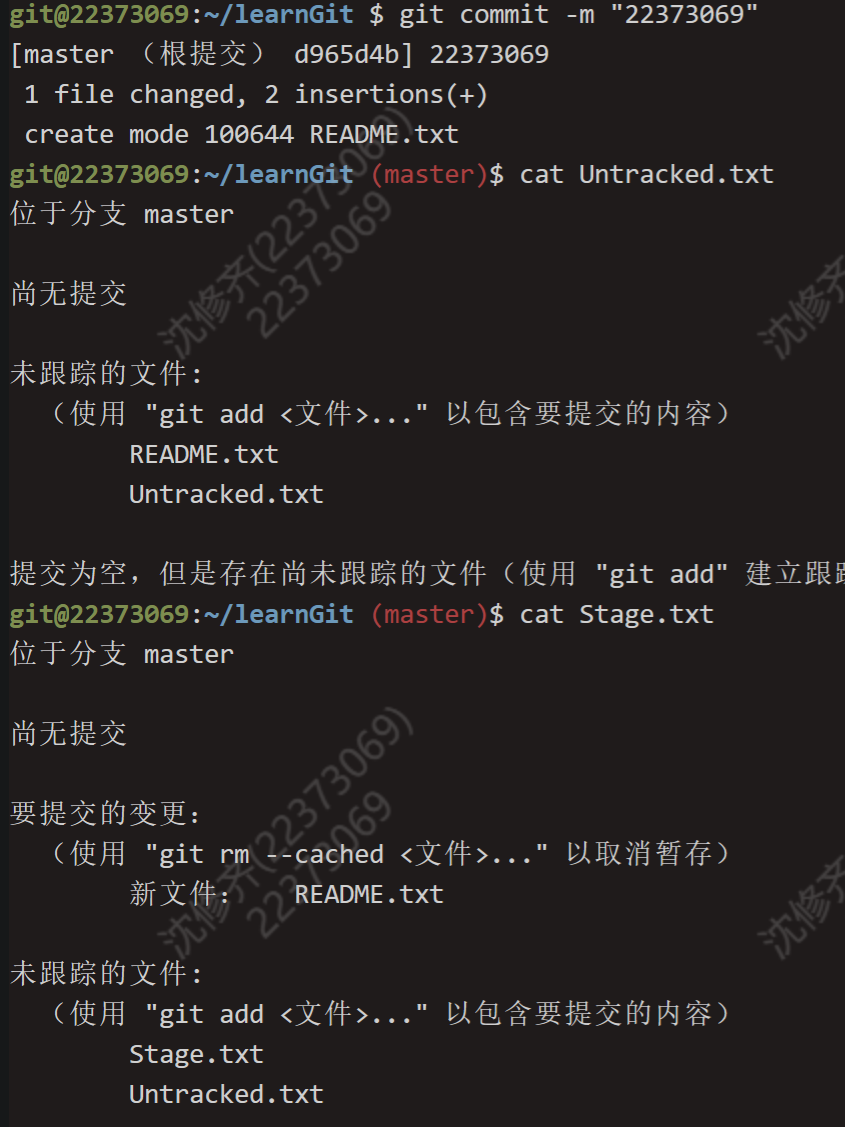 git@22373069:~/learnGit $ git commit -m "22373069"
[master （根提交） d965d4b] 22373069
 1 file changed, 2 insertions(+)
 create mode 100644 README.txt
git@22373069:~/learnGit (master)$ cat Untracked.txt
位于分支 master
尚无提交
未跟踪的文件:
  （使用 "git add <文件>..." 以包含要提交的内容）
        README.txt
        Untracked.txt
提交为空，但是存在尚未跟踪的文件（使用 "git add" 建立跟踪
git@22373069:~/learnGit (master)$ cat Stage.txt
位于分支 master
尚无提交
要提交的变更：
  （使用 "git rm --cached <文件>..." 以取消暂存）
        新文件：   README.txt
未跟踪的文件:
  （使用 "git add <文件>..." 以包含要提交的内容）
        Stage.txt
        Untracked.txt
沈修齐(22373069)
22373069
沈修齐
沈修齐(22373069)
22373069
沈修齐